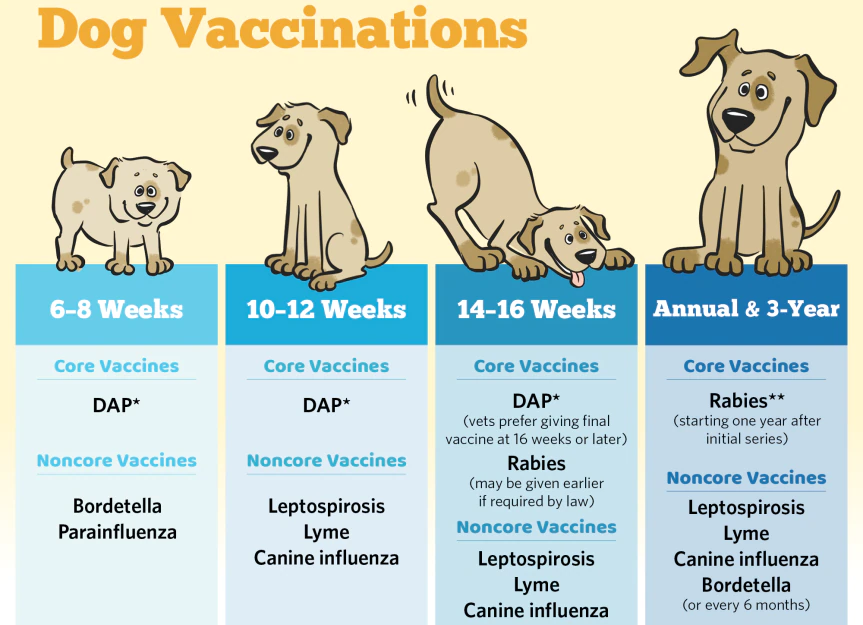 Dog Vaccinations
6–8 Weeks
Core Vaccines
DAP*
Noncore Vaccines
Bordetella
Parainfluenza
10–12 Weeks
Core Vaccines
DAP*
Noncore Vaccines
Leptospirosis
Lyme
Canine influenza
14–16 Weeks
Core Vaccines
DAP*
(vets prefer giving final
vaccine at 16 weeks or later)
Rabies
(may be given earlier
if required by law)
Noncore Vaccines
Leptospirosis
Lyme
Canine influenza
Annual & 3-Year
Core Vaccines
Rabies**
(starting one year after
initial series)
Noncore Vaccines
Leptospirosis
Lyme
Canine influenza
Bordetella
(or every 6 months)